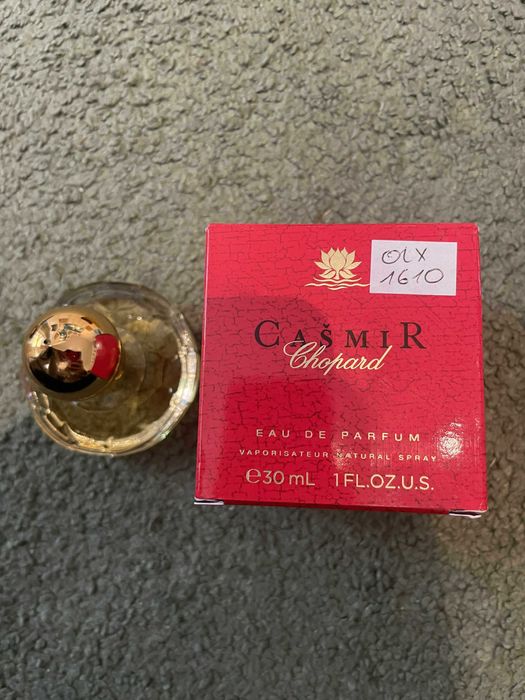 OLX
1610
CAŠMIR
Chopard
EAU DE PARFUM
VAPORISATEUR NATURAL SPRAY
℮30 mL 1 FL.OZ.U.S.